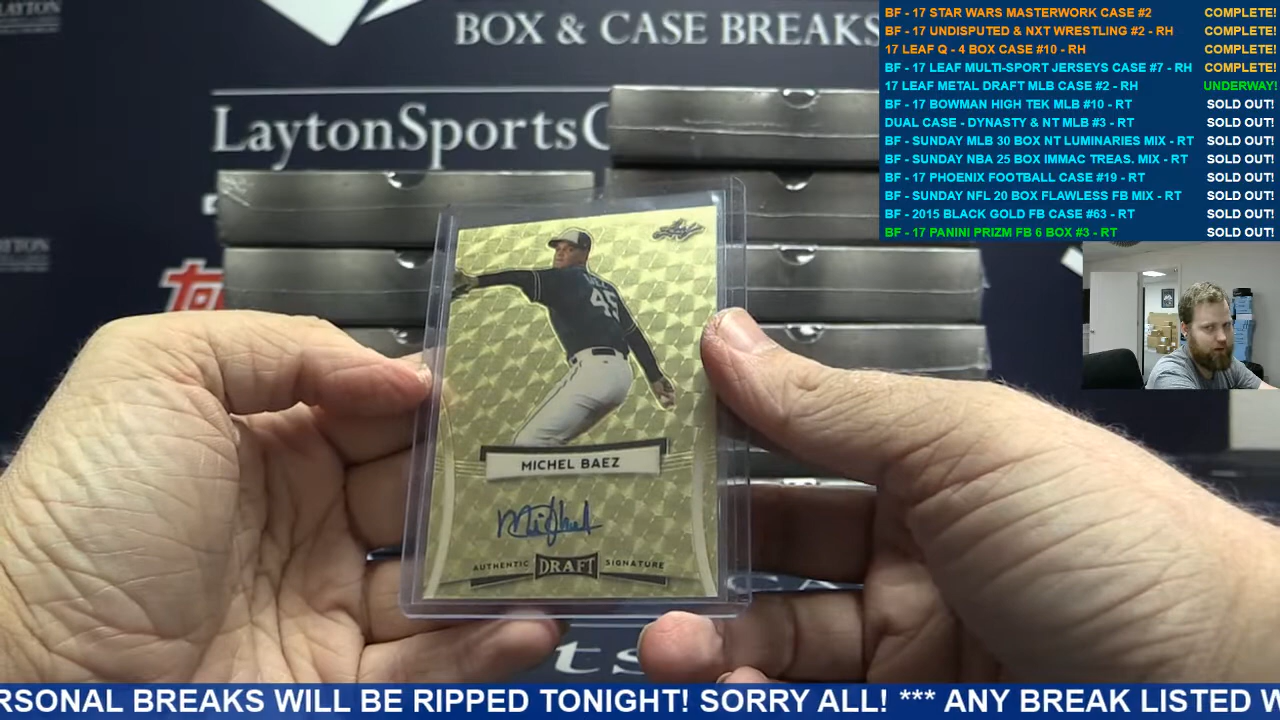 BOX & CASE BREAKS
LaytonSportsC
MICHEL BAEZ
45
AUTHENTIC DRAFT SIGNATURE
ts
BF - 17 STAR WARS MASTERWORK CASE #2 COMPLETE!
BF - 17 UNDISPUTED & NXT WRESTLING #2 - RH COMPLETE!
17 LEAF Q - 4 BOX CASE #10 - RH COMPLETE!
BF - 17 LEAF MULTI-SPORT JERSEYS CASE #7 - RH COMPLETE!
17 LEAF METAL DRAFT MLB CASE #2 - RH UNDERWAY!
BF - 17 BOWMAN HIGH TEK MLB #10 - RT SOLD OUT!
DUAL CASE - DYNASTY & NT MLB #3 - RT SOLD OUT!
BF - SUNDAY MLB 30 BOX NT LUMINARIES MIX - RT SOLD OUT!
BF - SUNDAY NBA 25 BOX IMMAC TREAS. MIX - RT SOLD OUT!
BF - 17 PHOENIX FOOTBALL CASE #19 - RT SOLD OUT!
BF - SUNDAY NFL 20 BOX FLAWLESS FB MIX - RT SOLD OUT!
BF - 2015 BLACK GOLD FB CASE #63 - RT SOLD OUT!
BF - 17 PANINI PRIZM FB 6 BOX #3 - RT SOLD OUT!
RSONAL BREAKS WILL BE RIPPED TONIGHT! SORRY ALL! *** ANY BREAK LISTED W